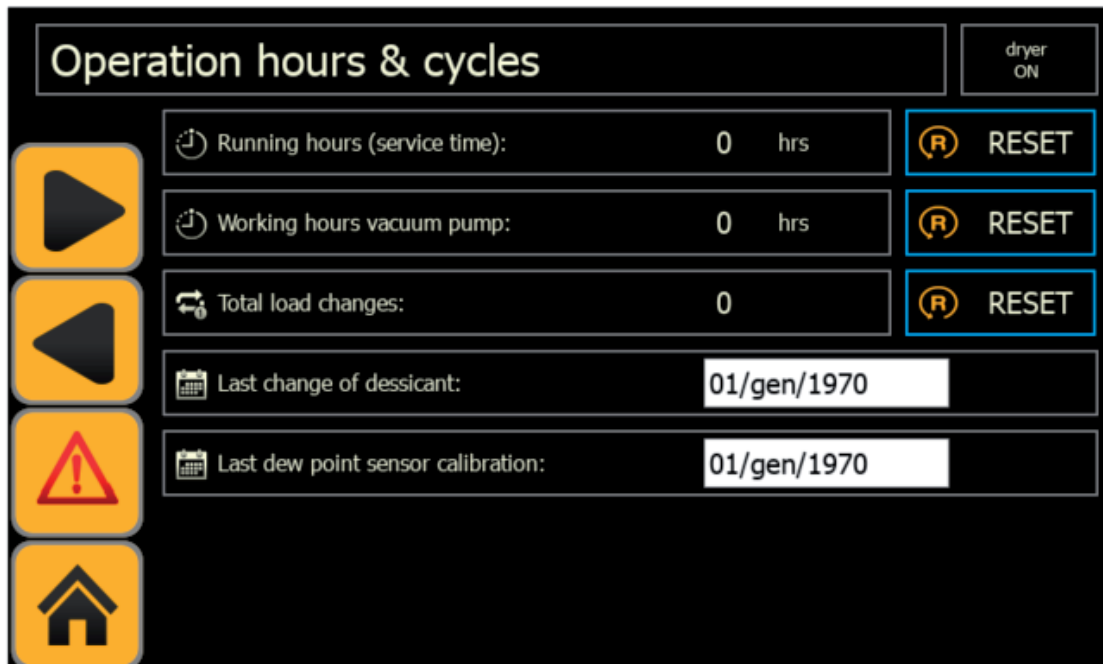 Operation hours & cycles
dryer
ON
Running hours (service time): 0 hrs
R RESET
Working hours vacuum pump: 0 hrs
R RESET
Total load changes: 0
R RESET
Last change of dessicant: 01/gen/1970
Last dew point sensor calibration: 01/gen/1970